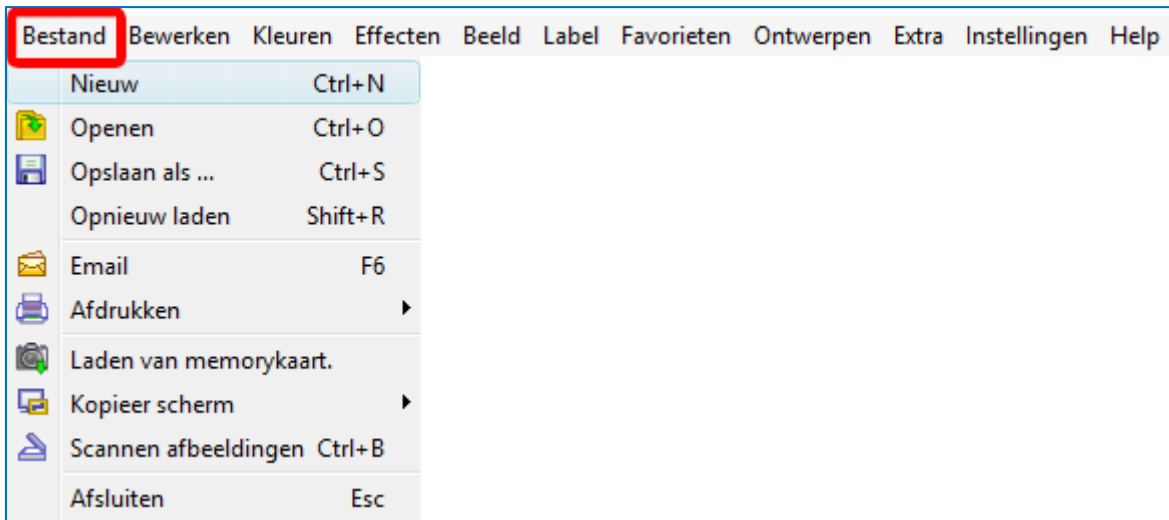 Bestand Bewerken Kleuren Effecten Beeld Label Favorieten Ontwerpen Extra Instellingen Help
Nieuw Ctrl+N
Openen Ctrl+O
Opslaan als ... Ctrl+S
Opnieuw laden Shift+R
Email F6
Afdrukken
Laden van memorykaart.
Kopieer scherm
Scannen afbeeldingen Ctrl+B
Afsluiten Esc